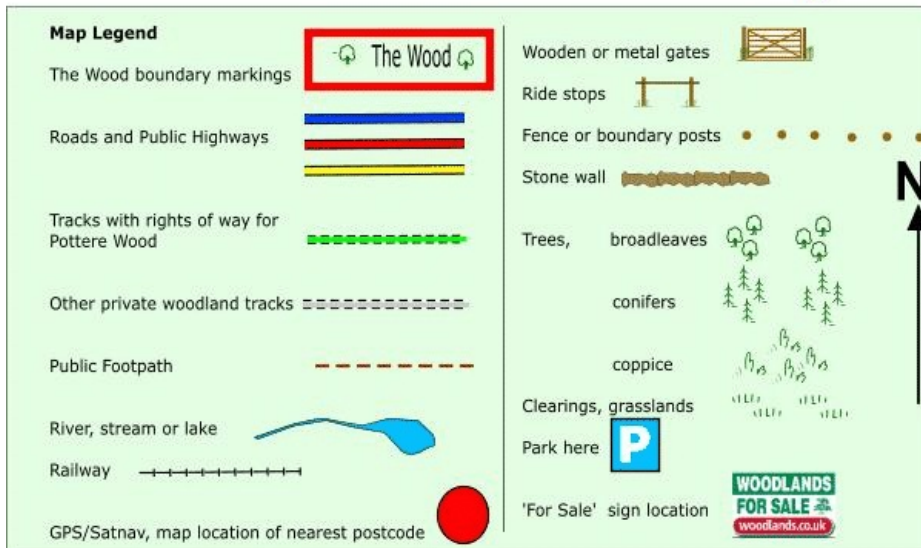 Map Legend
The Wood
The Wood boundary markings
Roads and Public Highways
Tracks with rights of way for
Pottere Wood
Other private woodland tracks
Public Footpath
River, stream or lake
Railway
GPS/Satnav, map location of nearest postcode
Wooden or metal gates
Ride stops
Fence or boundary posts
Stone wall
N
Trees, broadleaves
conifers
coppice
Clearings, grasslands
Park here P
'For Sale' sign location
WOODLANDS
FOR SALE
woodlands.co.uk